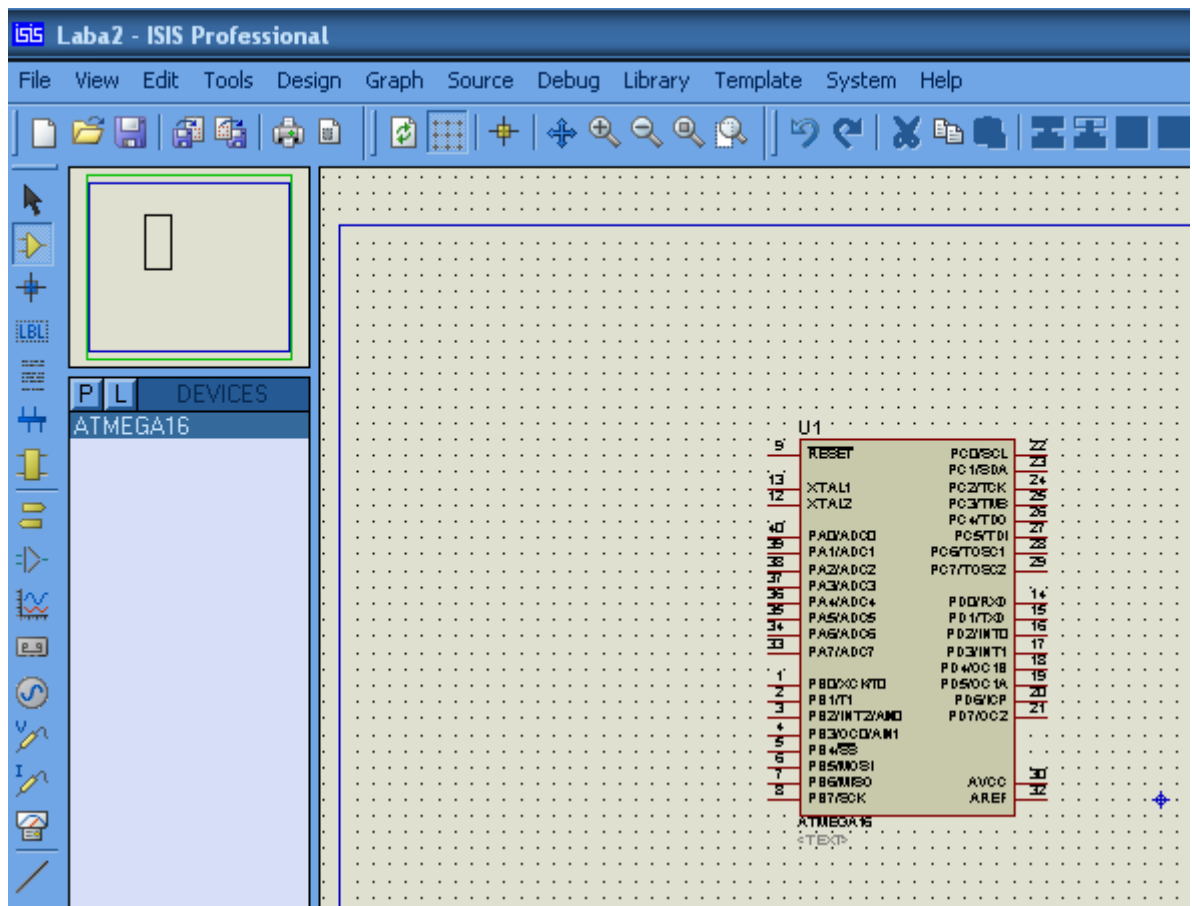 isis Laba2 - ISIS Professional
File View Edit Tools Design Graph Source Debug Library Template System Help
LBL
P L DEVICES
ATMEGA16
U1
9 RESET PC0/SCL 22
PC1/SDA 23
13 XTAL1 PC2/TCK 24
12 XTAL2 PC3/TMS 25
PC4/TDO 26
40 PA0/ADC0 PC5/TDI 27
39 PA1/ADC1 PC6/TOSC1 28
38 PA2/ADC2 PC7/TOSC2 29
37 PA3/ADC3
36 PA4/ADC4 PD0/RXD 14
35 PA5/ADC5 PD1/TXD 15
34 PA6/ADC6 PD2/INT0 16
33 PA7/ADC7 PD3/INT1 17
PD4/OC1B 18
1 PB0/XCK/T0 PD5/OC1A 19
2 PB1/T1 PD6/ICP 20
3 PB2/INT2/AIN0 PD7/OC2 21
4 PB3/OC0/AIN1
5 PB4/SS
6 PB5/MOSI
7 PB6/MISO AVCC 30
8 PB7/SCK AREF 32
ATMEGA16
<TEXT>
V
I